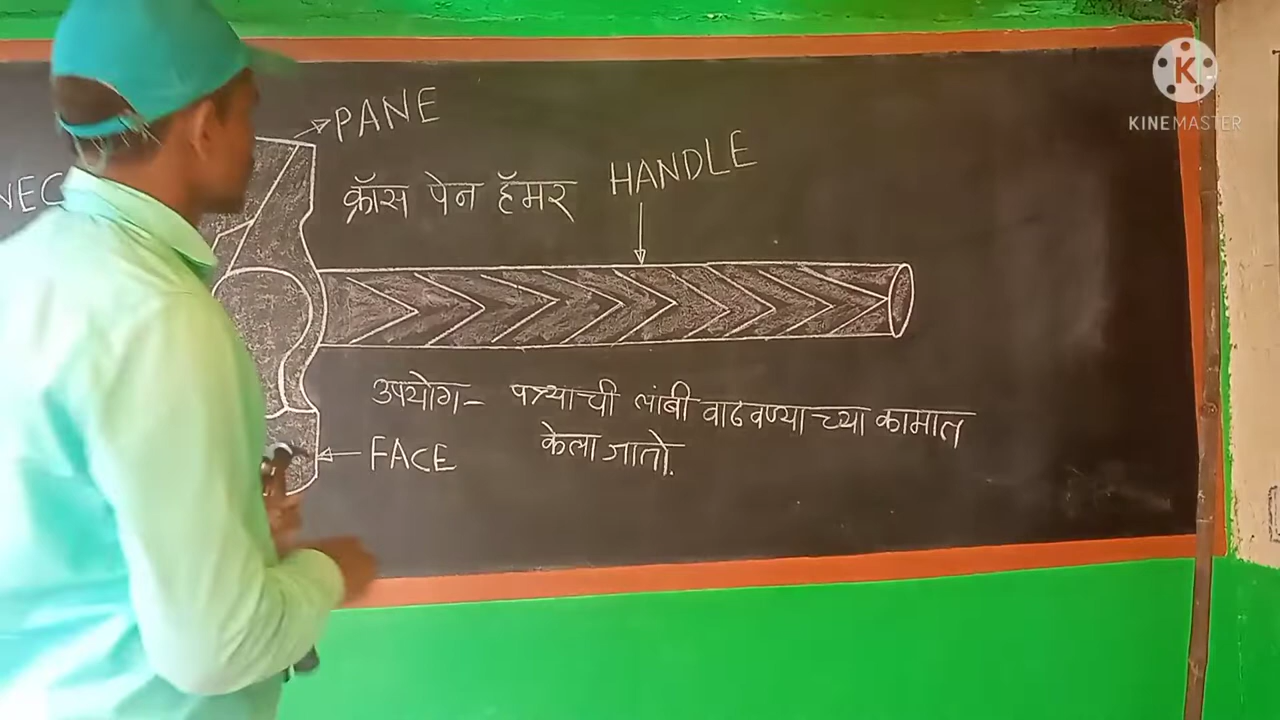 PANE
NEC
क्रॉस पेन हॅमर
HANDLE
उपयोग- पत्र्याची लांबी वाढवण्याच्या कामात
केला जातो.
FACE
KINEMASTER